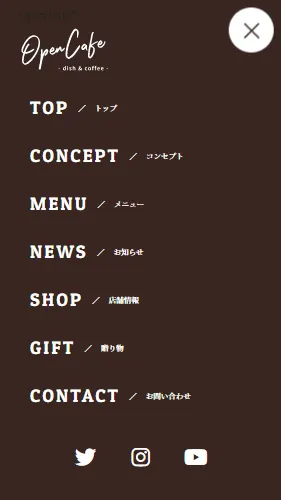 Open Cafe
- dish & coffee -
TOP / トップ
CONCEPT / コンセプト
MENU / メニュー
NEWS / お知らせ
SHOP / 店舗情報
GIFT / 贈り物
CONTACT / お問い合わせ